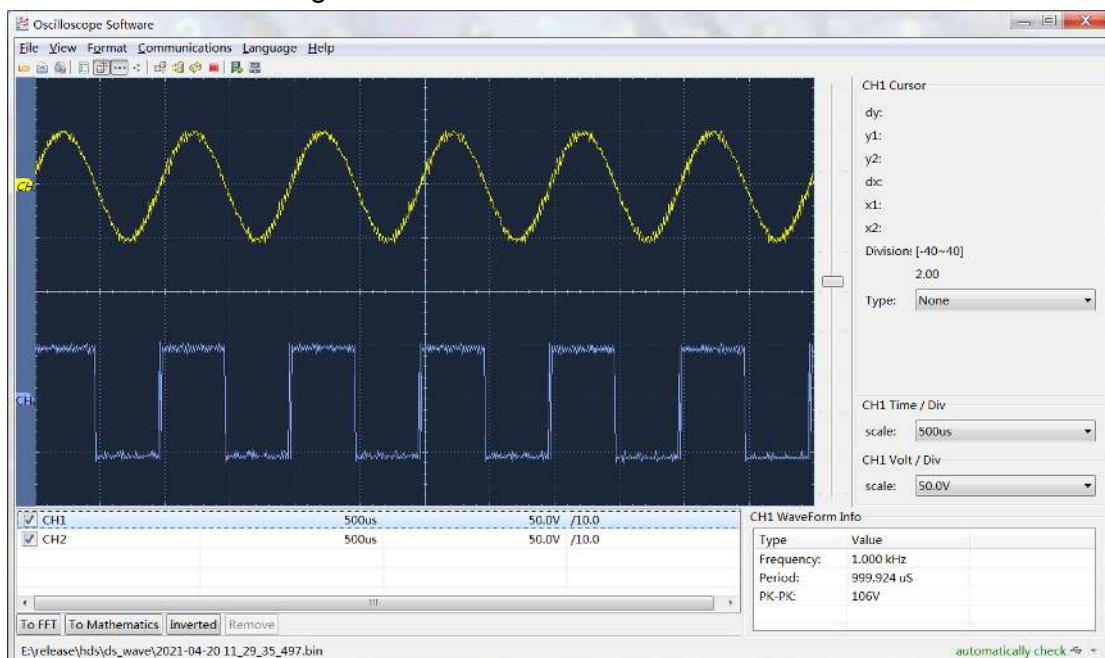 Oscilloscope Software
File View Format Communications Language Help
CH1 Cursor
dy:
y1:
y2:
dx:
x1:
x2:
Division: [-40~40]
2.00
Type: None
CH1 Time / Div
scale: 500us
CH1 Volt / Div
scale: 50.0V
CH
CH
CH1 500us 50.0V /10.0
CH2 500us 50.0V /10.0
CH1 WaveForm Info
Type Value
Frequency: 1.000 kHz
Period: 999.924 uS
PK-PK: 106V
To FFT To Mathematics Inverted Remove
E:\release\hds\ds_wave\2021-04-20 11_29_35_497.bin automatically check